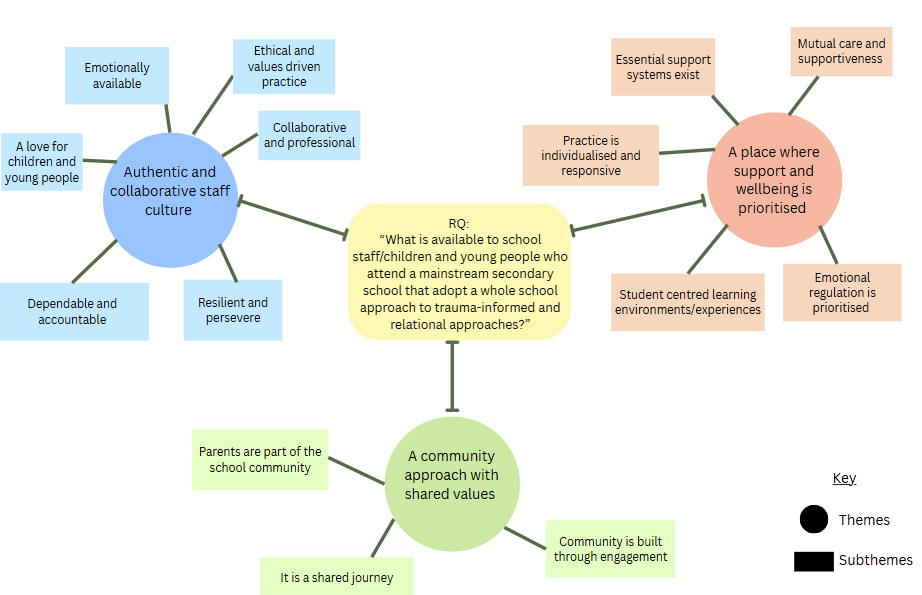 Emotionally
available
Ethical and
values driven
practice
Collaborative
and professional
A love for
children and
young people
Authentic and
collaborative staff
culture
Dependable and
accountable
Resilient and
persevere
RQ:
“What is available to school
staff/children and young people who
attend a mainstream secondary
school that adopt a whole school
approach to trauma-informed and
relational approaches?”
Essential support
systems exist
Mutual care and
supportiveness
Practice is
individualised and
responsive
A place where
support and
wellbeing is
prioritised
Student centred learning
environments/experiences
Emotional
regulation is
prioritised
Parents are part of the
school community
A community
approach with
shared values
It is a shared journey
Community is built
through engagement
Key
Themes
Subthemes